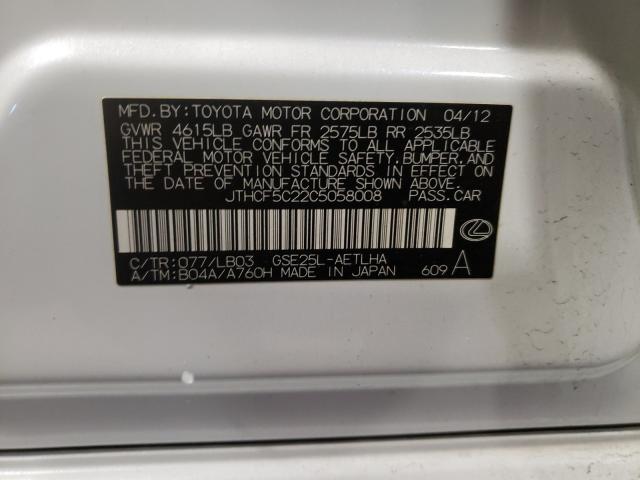 MFD.BY:TOYOTA MOTOR CORPORATION 04/12
GVWR 4615LB GAWR FR 2575LB RR 2535LB
THIS VEHICLE CONFORMS TO ALL APPLICABLE
FEDERAL MOTOR VEHICLE SAFETY,BUMPER,AND
THEFT PREVENTION STANDARDS IN EFFECT ON
THE DATE OF MANUFACTURE SHOWN ABOVE.
JTHCF5C22C5058008 PASS.CAR
C/TR:077/LB03 GSE25L-AETLHA
A/TM:B04A/A760H MADE IN JAPAN 609 A